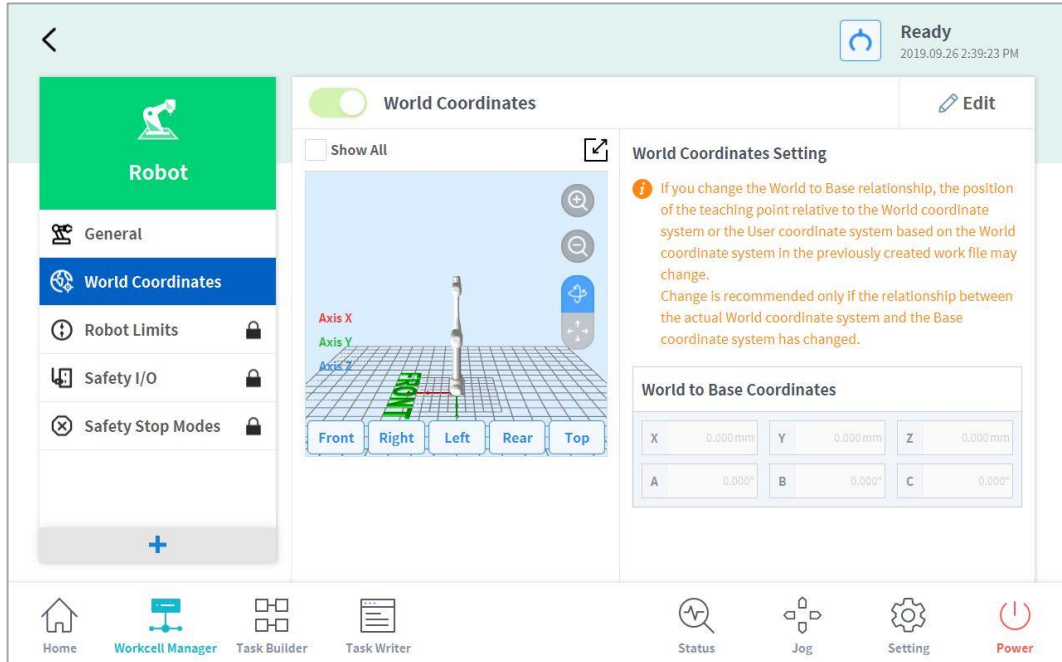 Ready
2019.09.26 2:39:23 PM
Robot
General
World Coordinates
Robot Limits
Safety I/O
Safety Stop Modes
World Coordinates
Edit
Show All
Axis X
Axis Y
Axis Z
FRONT
Front Right Left Rear Top
World Coordinates Setting
If you change the World to Base relationship, the position
of the teaching point relative to the World coordinate
system or the User coordinate system based on the World
coordinate system in the previously created work file may
change.
Change is recommended only if the relationship between
the actual World coordinate system and the Base
coordinate system has changed.
World to Base Coordinates
X 0.000 mm Y 0.000 mm Z 0.000 mm
A 0.000° B 0.000° C 0.000°
Home Workcell Manager Task Builder Task Writer Status Jog Setting Power